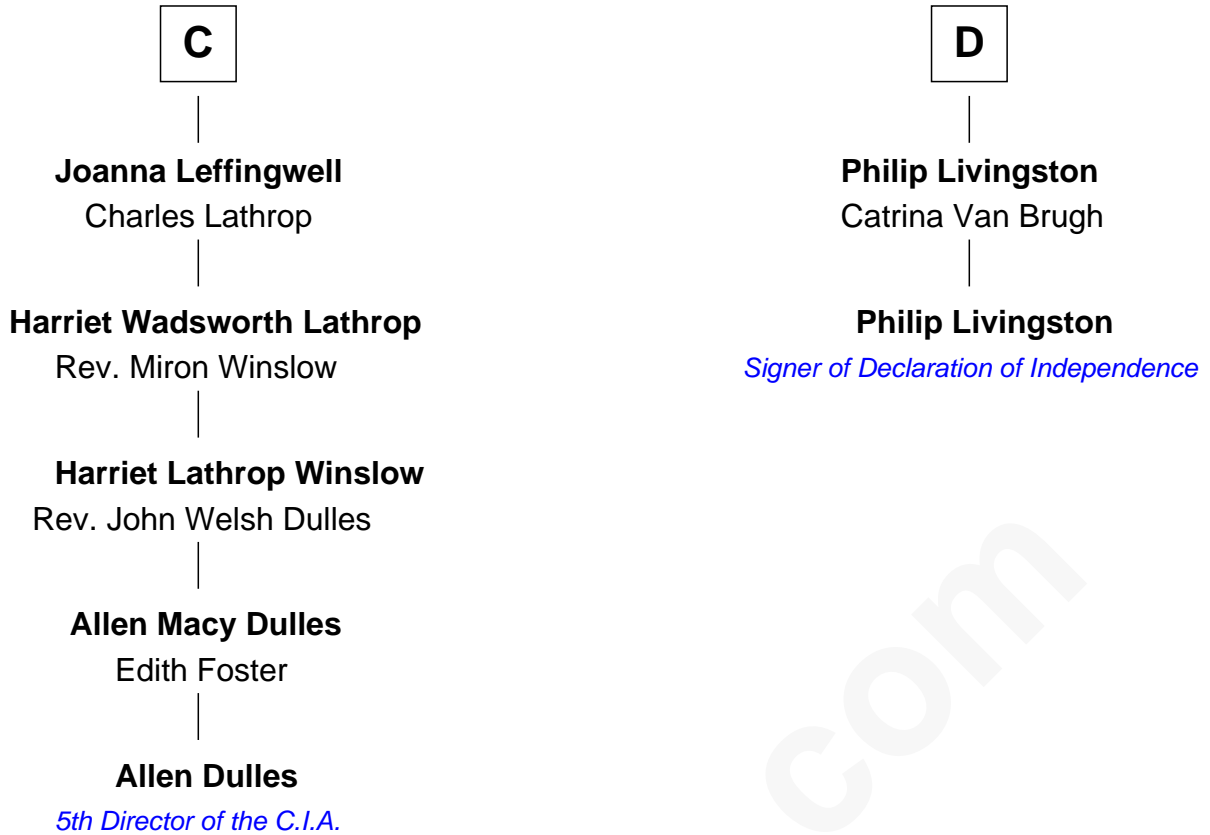 C
Joanna Leffingwell
Charles Lathrop
Harriet Wadsworth Lathrop
Rev. Miron Winslow
Harriet Lathrop Winslow
Rev. John Welsh Dulles
Allen Macy Dulles
Edith Foster
Allen Dulles
5th Director of the C.I.A.
D
Philip Livingston
Catrina Van Brugh
Philip Livingston
Signer of Declaration of Independence
com